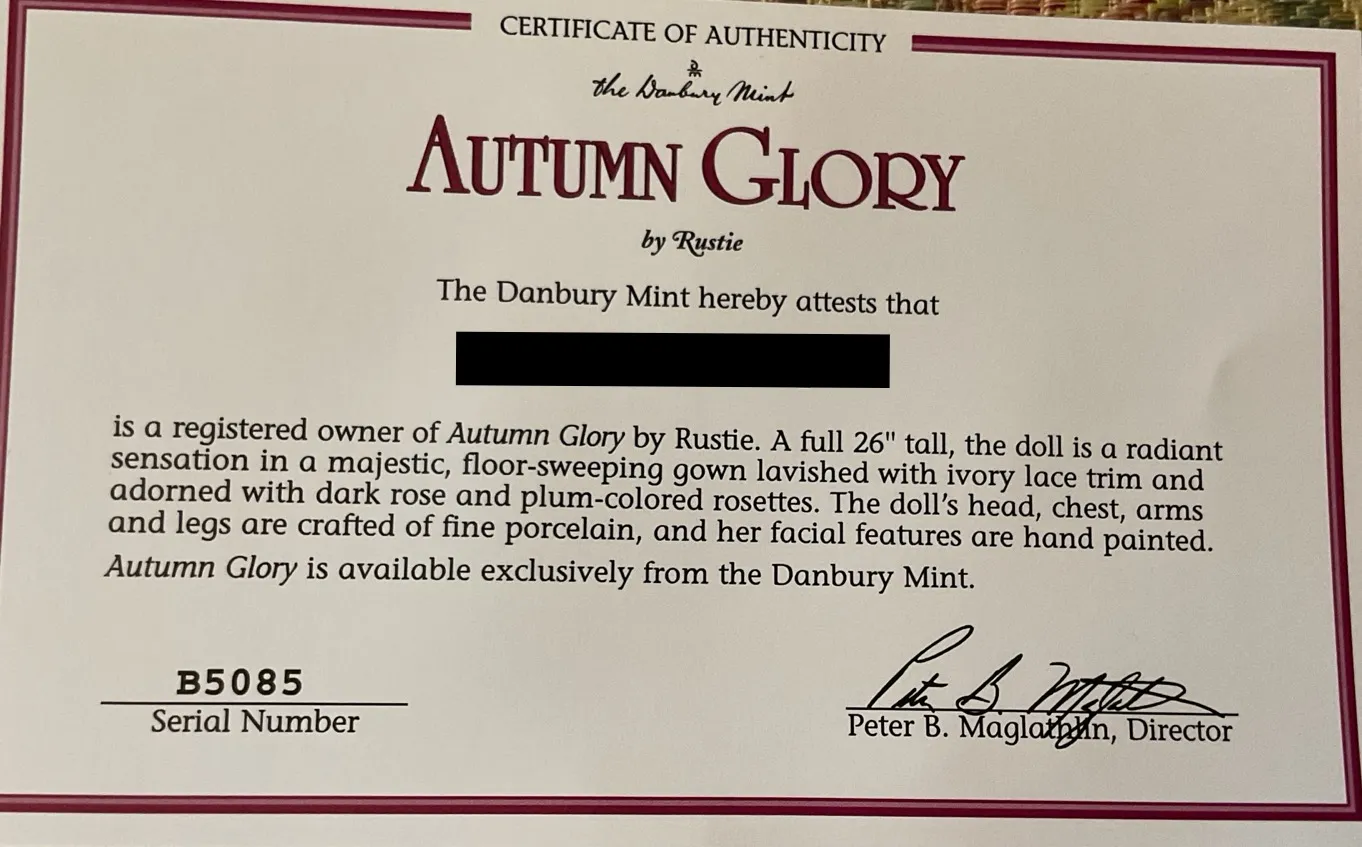 CERTIFICATE OF AUTHENTICITY
the Danbury Mint
AUTUMN GLORY
by Rustie
The Danbury Mint hereby attests that
is a registered owner of Autumn Glory by Rustie. A full 26" tall, the doll is a radiant
sensation in a majestic, floor-sweeping gown lavished with ivory lace trim and
adorned with dark rose and plum-colored rosettes. The doll's head, chest, arms
and legs are crafted of fine porcelain, and her facial features are hand painted.
Autumn Glory is available exclusively from the Danbury Mint.
B5085
Serial Number
Peter B. Maglathlin, Director